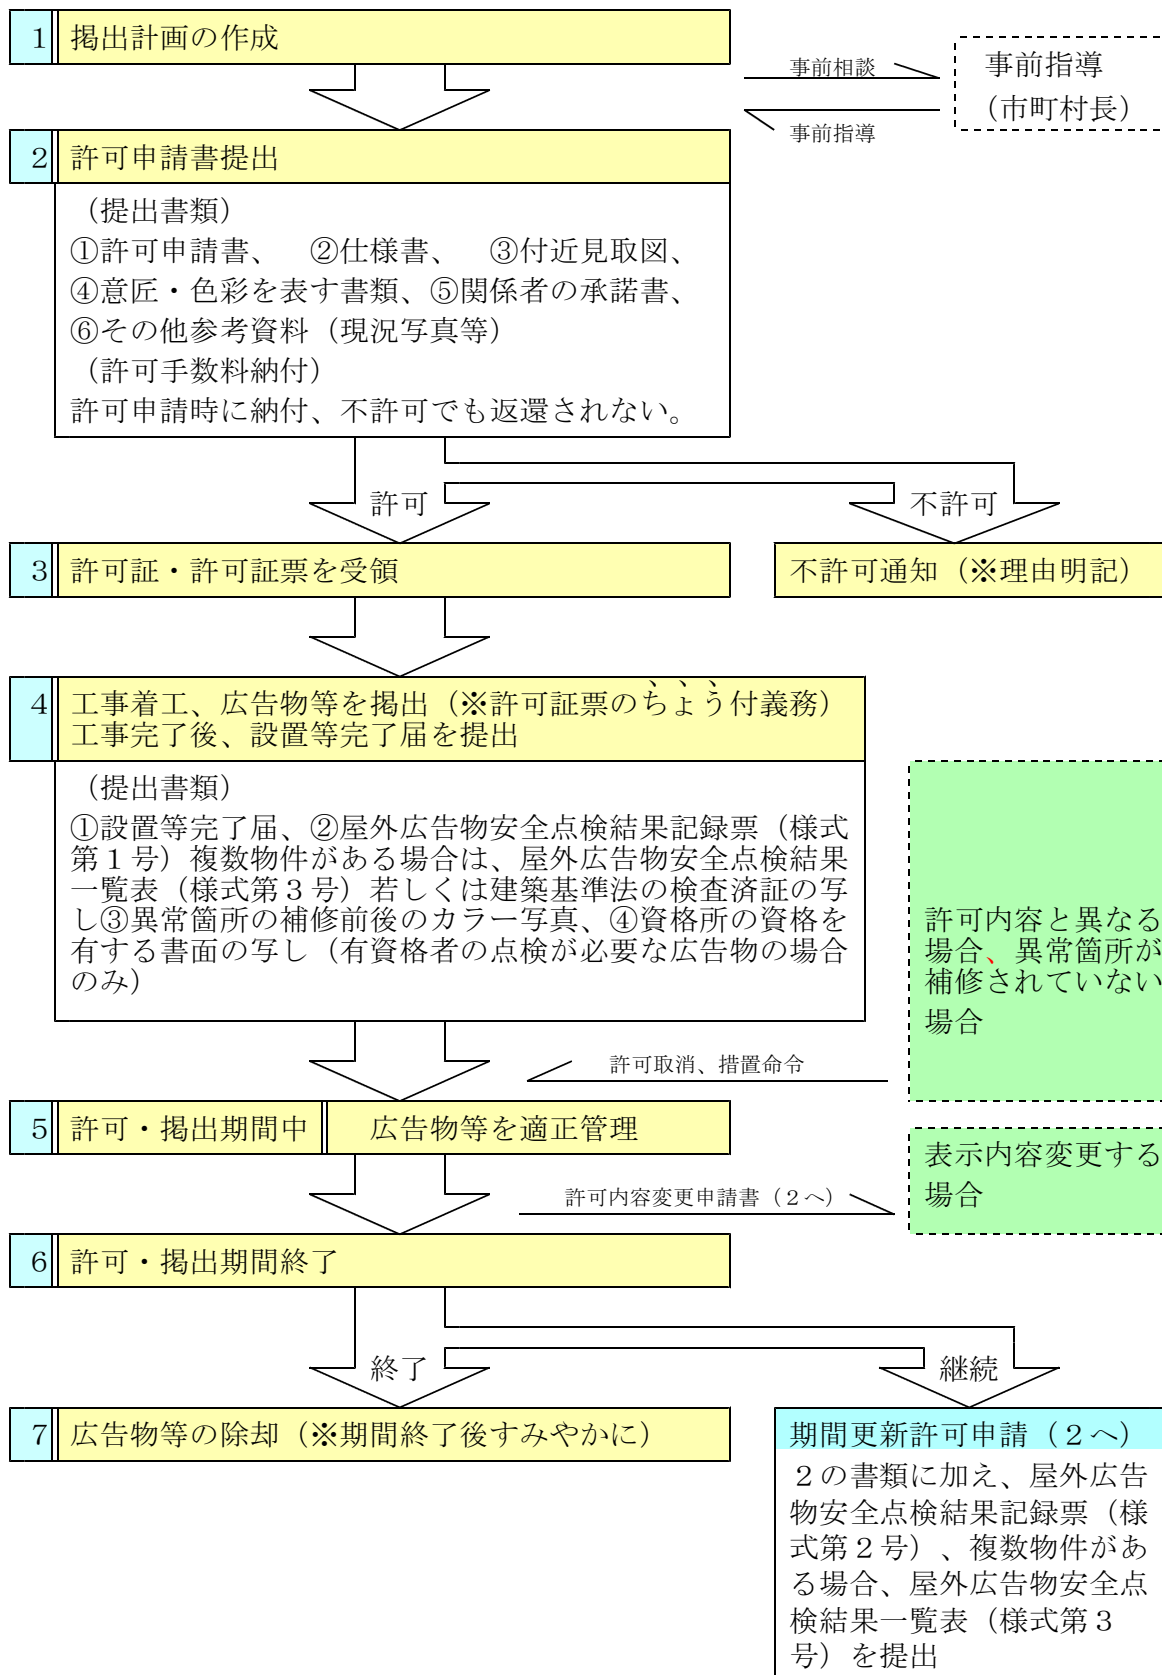 １ 掲出計画の作成
事前相談
事前指導
（市町村長）
事前指導
２ 許可申請書提出
（提出書類）
①許可申請書、　②仕様書、　③付近見取図、
④意匠・色彩を表す書類、⑤関係者の承諾書、
⑥その他参考資料（現況写真等）
（許可手数料納付）
許可申請時に納付、不許可でも返還されない。
許可
不許可
３ 許可証・許可証票を受領
不許可通知（※理由明記）
４ 工事着工、広告物等を掲出（※許可証票のちょう付義務）
工事完了後、設置等完了届を提出
（提出書類）
①設置等完了届、②屋外広告物安全点検結果記録票（様式
第１号）複数物件がある場合は、屋外広告物安全点検結果
一覧表（様式第３号）若しくは建築基準法の検査済証の写
し③異常箇所の補修前後のカラー写真、④資格所の資格を
有する書面の写し（有資格者の点検が必要な広告物の場合
のみ）
許可内容と異なる
場合、異常箇所が
補修されていない
場合
許可取消、措置命令
５ 許可・掲出期間中　広告物等を適正管理
表示内容変更する
場合
許可内容変更申請書（２へ）
６ 許可・掲出期間終了
終了
継続
７ 広告物等の除却（※期間終了後すみやかに）
期間更新許可申請（２へ）
２の書類に加え、屋外広告
物安全点検結果記録票（様
式第２号）、複数物件があ
る場合、屋外広告物安全点
検結果一覧表（様式第３
号）を提出